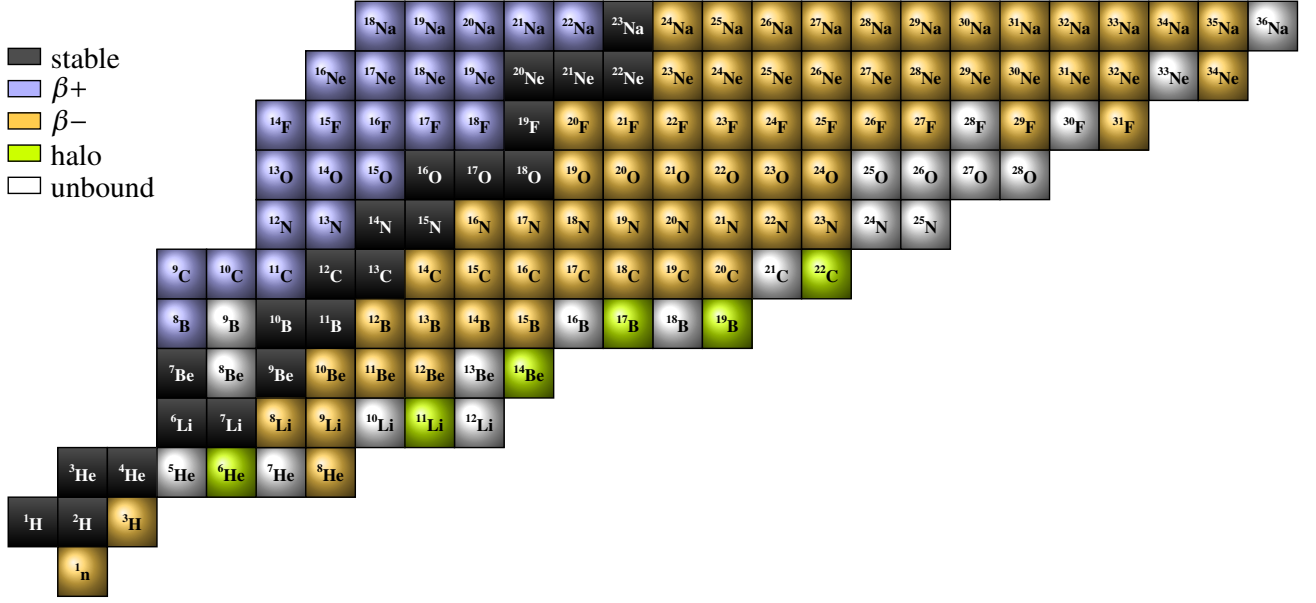 ¹⁸Na ¹⁹Na ²⁰Na ²¹Na ²²Na ²³Na ²⁴Na ²⁵Na ²⁶Na ²⁷Na ²⁸Na ²⁹Na ³⁰Na ³¹Na ³²Na ³³Na ³⁴Na ³⁵Na ³⁶Na
stable
¹⁶Ne ¹⁷Ne ¹⁸Ne ¹⁹Ne ²⁰Ne ²¹Ne ²²Ne ²³Ne ²⁴Ne ²⁵Ne ²⁶Ne ²⁷Ne ²⁸Ne ²⁹Ne ³⁰Ne ³¹Ne ³²Ne ³³Ne ³⁴Ne
β+
β−
¹⁴F ¹⁵F ¹⁶F ¹⁷F ¹⁸F ¹⁹F ²⁰F ²¹F ²²F ²³F ²⁴F ²⁵F ²⁶F ²⁷F ²⁸F ²⁹F ³⁰F ³¹F
halo
unbound
¹³O ¹⁴O ¹⁵O ¹⁶O ¹⁷O ¹⁸O ¹⁹O ²⁰O ²¹O ²²O ²³O ²⁴O ²⁵O ²⁶O ²⁷O ²⁸O
¹²N ¹³N ¹⁴N ¹⁵N ¹⁶N ¹⁷N ¹⁸N ¹⁹N ²⁰N ²¹N ²²N ²³N ²⁴N ²⁵N
⁹C ¹⁰C ¹¹C ¹²C ¹³C ¹⁴C ¹⁵C ¹⁶C ¹⁷C ¹⁸C ¹⁹C ²⁰C ²¹C ²²C
⁸B ⁹B ¹⁰B ¹¹B ¹²B ¹³B ¹⁴B ¹⁵B ¹⁶B ¹⁷B ¹⁸B ¹⁹B
⁷Be ⁸Be ⁹Be ¹⁰Be ¹¹Be ¹²Be ¹³Be ¹⁴Be
⁶Li ⁷Li ⁸Li ⁹Li ¹⁰Li ¹¹Li ¹²Li
³He ⁴He ⁵He ⁶He ⁷He ⁸He
¹H ²H ³H
¹n